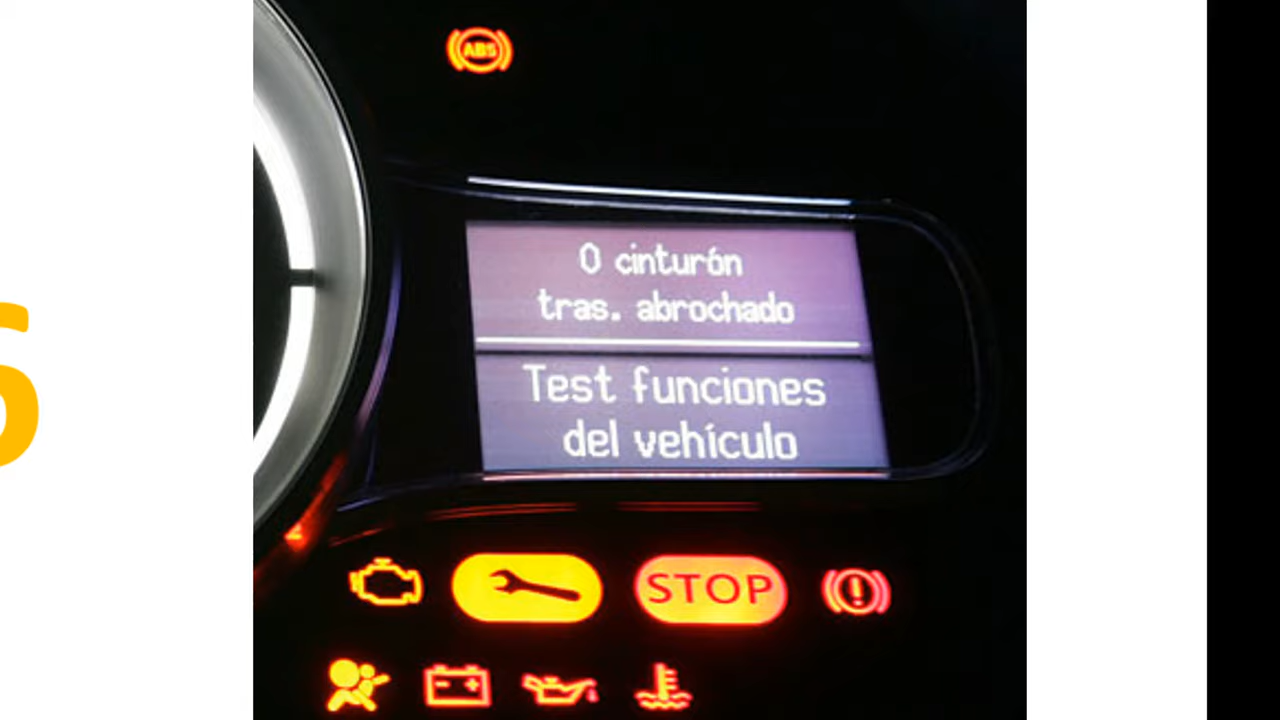 ABS
0 cinturón
tras. abrochado
Test funciones
del vehículo
STOP